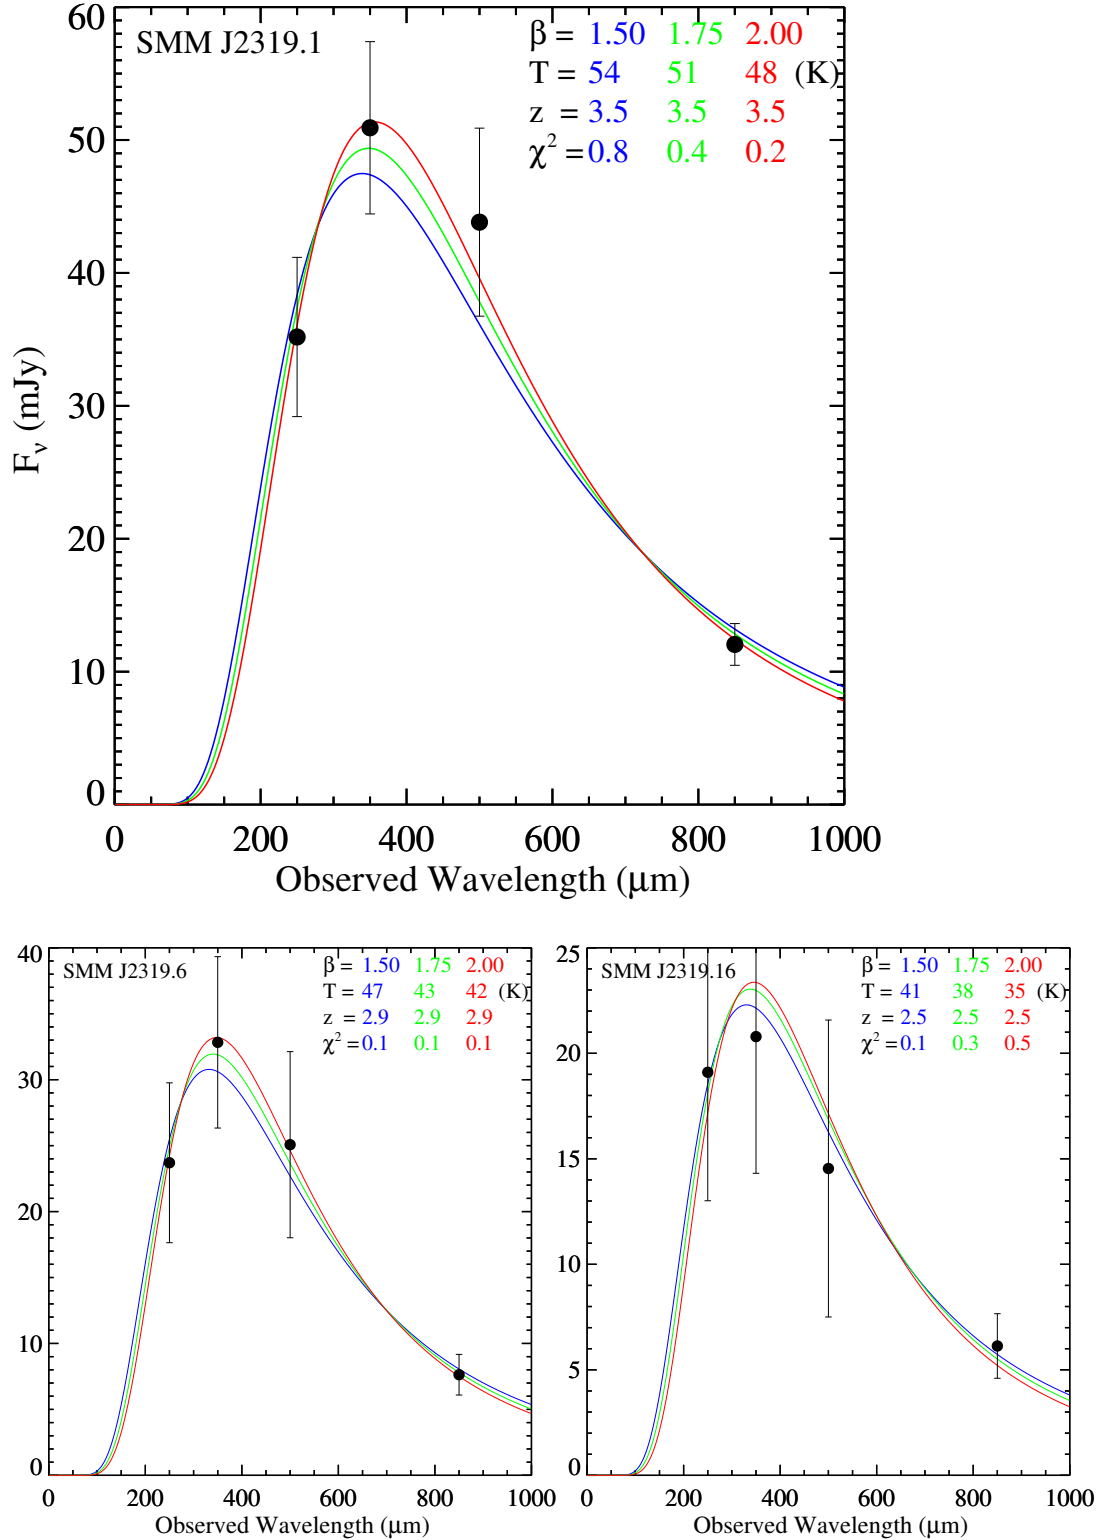 SMM J2319.1
β = 1.50 1.75 2.00
T = 54 51 48 (K)
z = 3.5 3.5 3.5
χ² = 0.8 0.4 0.2
60
50
40
30
20
10
0
Fν (mJy)
0 200 400 600 800 1000
Observed Wavelength (μm)
SMM J2319.6
β = 1.50 1.75 2.00
T = 47 43 42 (K)
z = 2.9 2.9 2.9
χ² = 0.1 0.1 0.1
40
30
20
10
0
0 200 400 600 800 1000
Observed Wavelength (μm)
SMM J2319.16
β = 1.50 1.75 2.00
T = 41 38 35 (K)
z = 2.5 2.5 2.5
χ² = 0.1 0.3 0.5
25
20
15
10
5
0
0 200 400 600 800 1000
Observed Wavelength (μm)